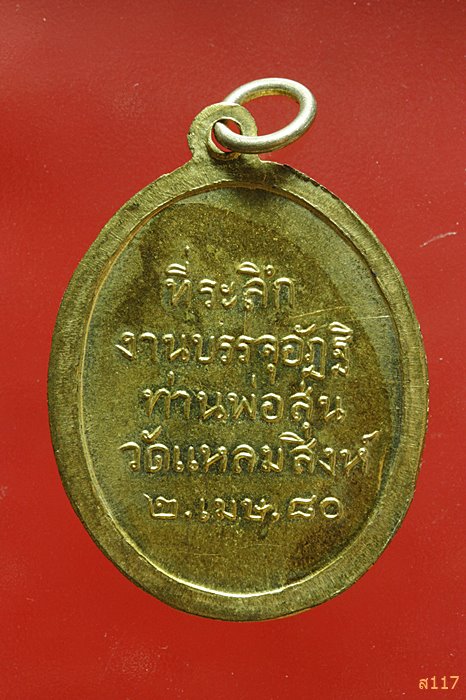 ที่ระลึก
งานบรรจุอัฏฐิ
ท่านพ่อสุ่น
วัดแหลมสิงห์
๒.เมษ.๘๐
ส117